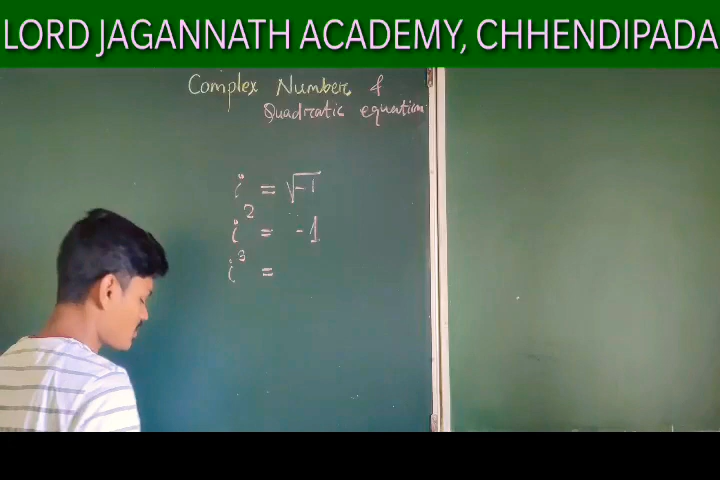 LORD JAGANNATH ACADEMY, CHHENDIPADA
Complex Number &
Quadratic equation
i = √-1
i² = -1
i³ =